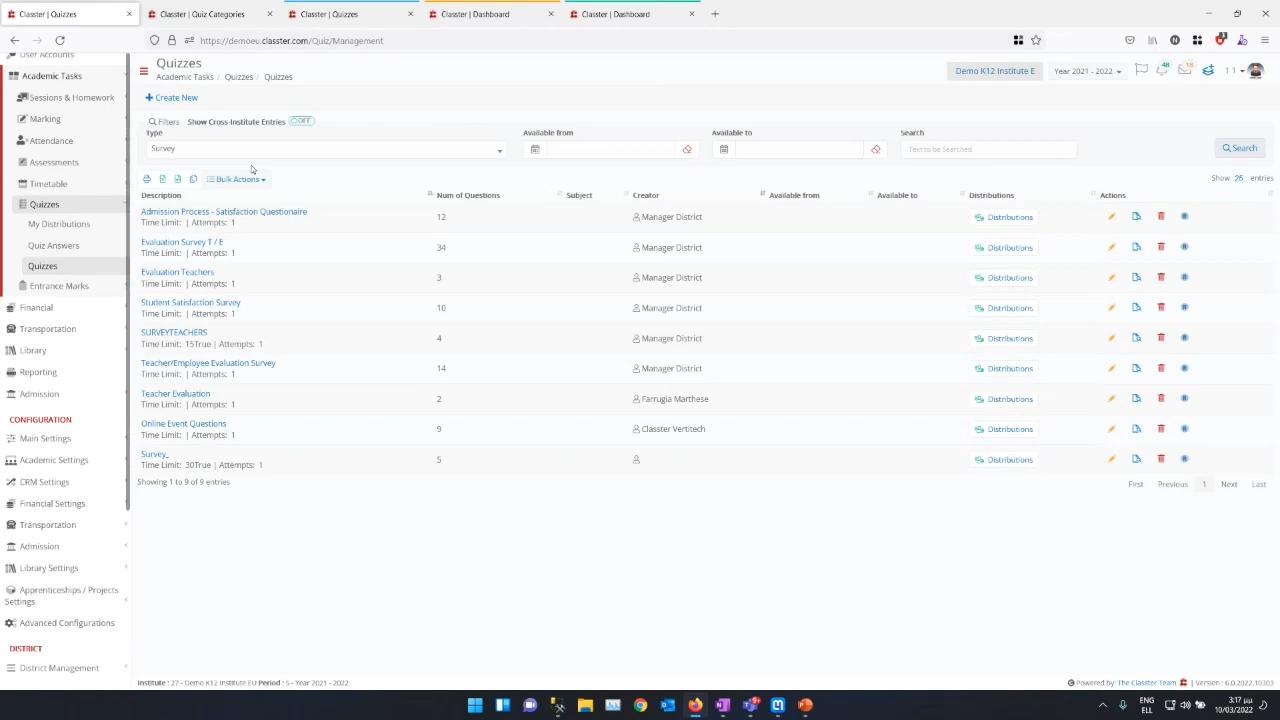 Classter | Quizzes
Classter | Quiz Categories
Classter | Quizzes
Classter | Dashboard
Classter | Dashboard
https://demoeu.classter.com/Quiz/Management
User Accounts
Academic Tasks
Sessions & Homework
Marking
Attendance
Assessments
Timetable
Quizzes
My Distributions
Quiz Answers
Quizzes
Entrance Marks
Financial
Transportation
Library
Reporting
Admission
CONFIGURATION
Main Settings
Academic Settings
CRM Settings
Financial Settings
Transportation
Admission
Library Settings
Apprenticeships / Projects
Settings
Advanced Configurations
DISTRICT
District Management
Quizzes
Academic Tasks / Quizzes / Quizzes
Demo K12 Institute E
Year 2021 - 2022
48
18
1 1
Create New
Filters Show Cross-Institute Entries OFF
Type Available from Available to Search
Survey Text to be Searched Search
Bulk Actions Show 25 entries
Description Num of Questions Subject Creator Available from Available to Distributions Actions
Admission Process - Satisfaction Questionaire
Time Limit: | Attempts: 1
12 Manager District Distributions
Evaluation Survey T / E
Time Limit: | Attempts: 1
34 Manager District Distributions
Evaluation Teachers
Time Limit: | Attempts: 1
3 Manager District Distributions
Student Satisfaction Survey
Time Limit: | Attempts: 1
10 Manager District Distributions
SURVEYTEACHERS
Time Limit: 15True | Attempts: 1
4 Manager District Distributions
Teacher/Employee Evaluation Survey
Time Limit: | Attempts: 1
14 Manager District Distributions
Teacher Evaluation
Time Limit: | Attempts: 1
2 Farrugia Marthese Distributions
Online Event Questions
Time Limit: | Attempts: 1
9 Classter Vertitech Distributions
Survey_
Time Limit: 30True | Attempts: 1
5 Distributions
Showing 1 to 9 of 9 entries
First Previous 1 Next Last
Institute : 27 - Demo K12 Institute EU Period : 5 - Year 2021 - 2022
Powered by: The Classter Team | Version : 6.0.2022.10303
ENG
EL
3:17 μμ
10/03/2022